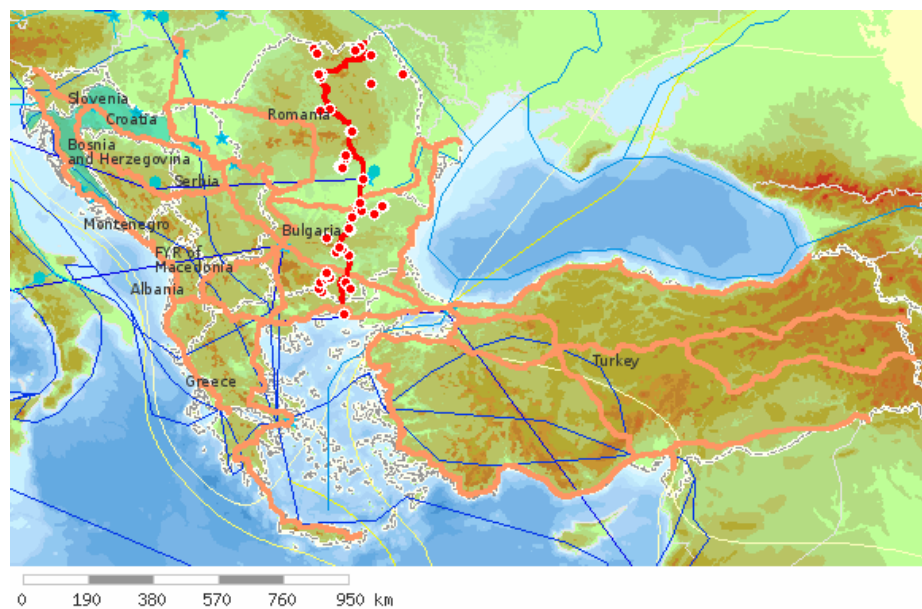 Slovenia
Croatia
Romania
Bosnia
and Herzegovina
Serbia
Montenegro
Bulgaria
F.Y.R of
Macedonia
Albania
Turkey
Greece
0 190 380 570 760 950 km